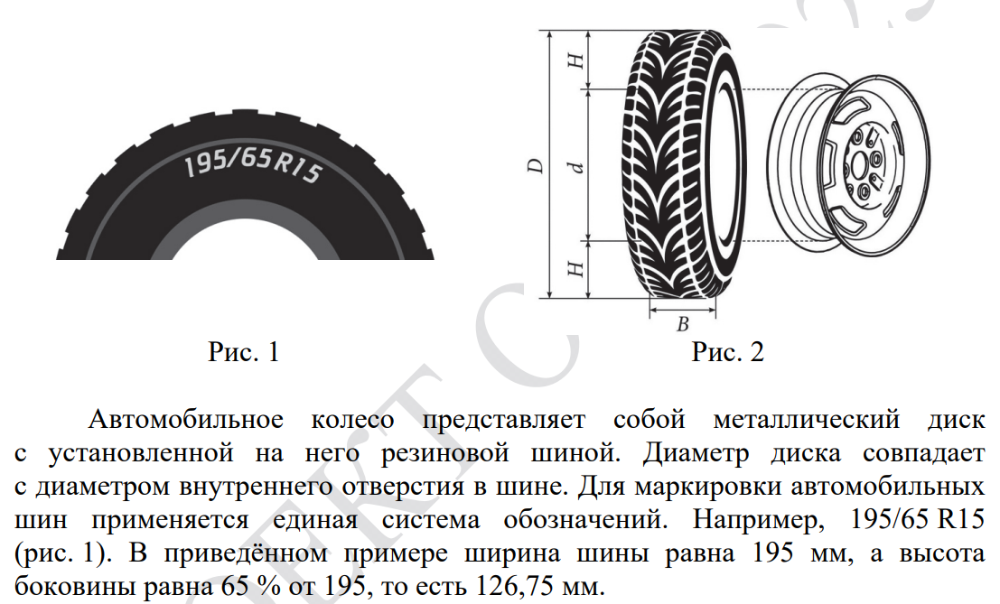 195/65R15
H
D
d
H
B
Рис. 1
Рис. 2
Автомобильное колесо представляет собой металлический диск
с установленной на него резиновой шиной. Диаметр диска совпадает
с диаметром внутреннего отверстия в шине. Для маркировки автомобильных
шин применяется единая система обозначений. Например, 195/65 R15
(рис. 1). В приведённом примере ширина шины равна 195 мм, а высота
боковины равна 65 % от 195, то есть 126,75 мм.